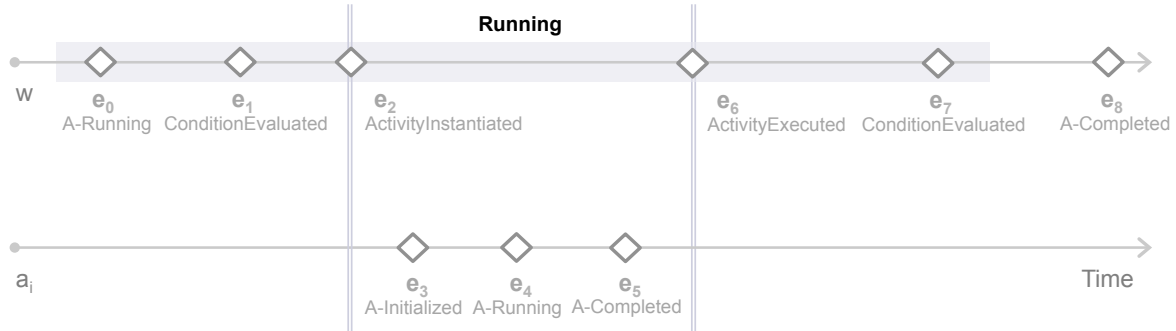 Running
w
e0 e1 e2 e6 e7 e8
A-Running ConditionEvaluated ActivityInstantiated ActivityExecuted ConditionEvaluated A-Completed
ai Time
e3 e4 e5
A-Initialized A-Running A-Completed